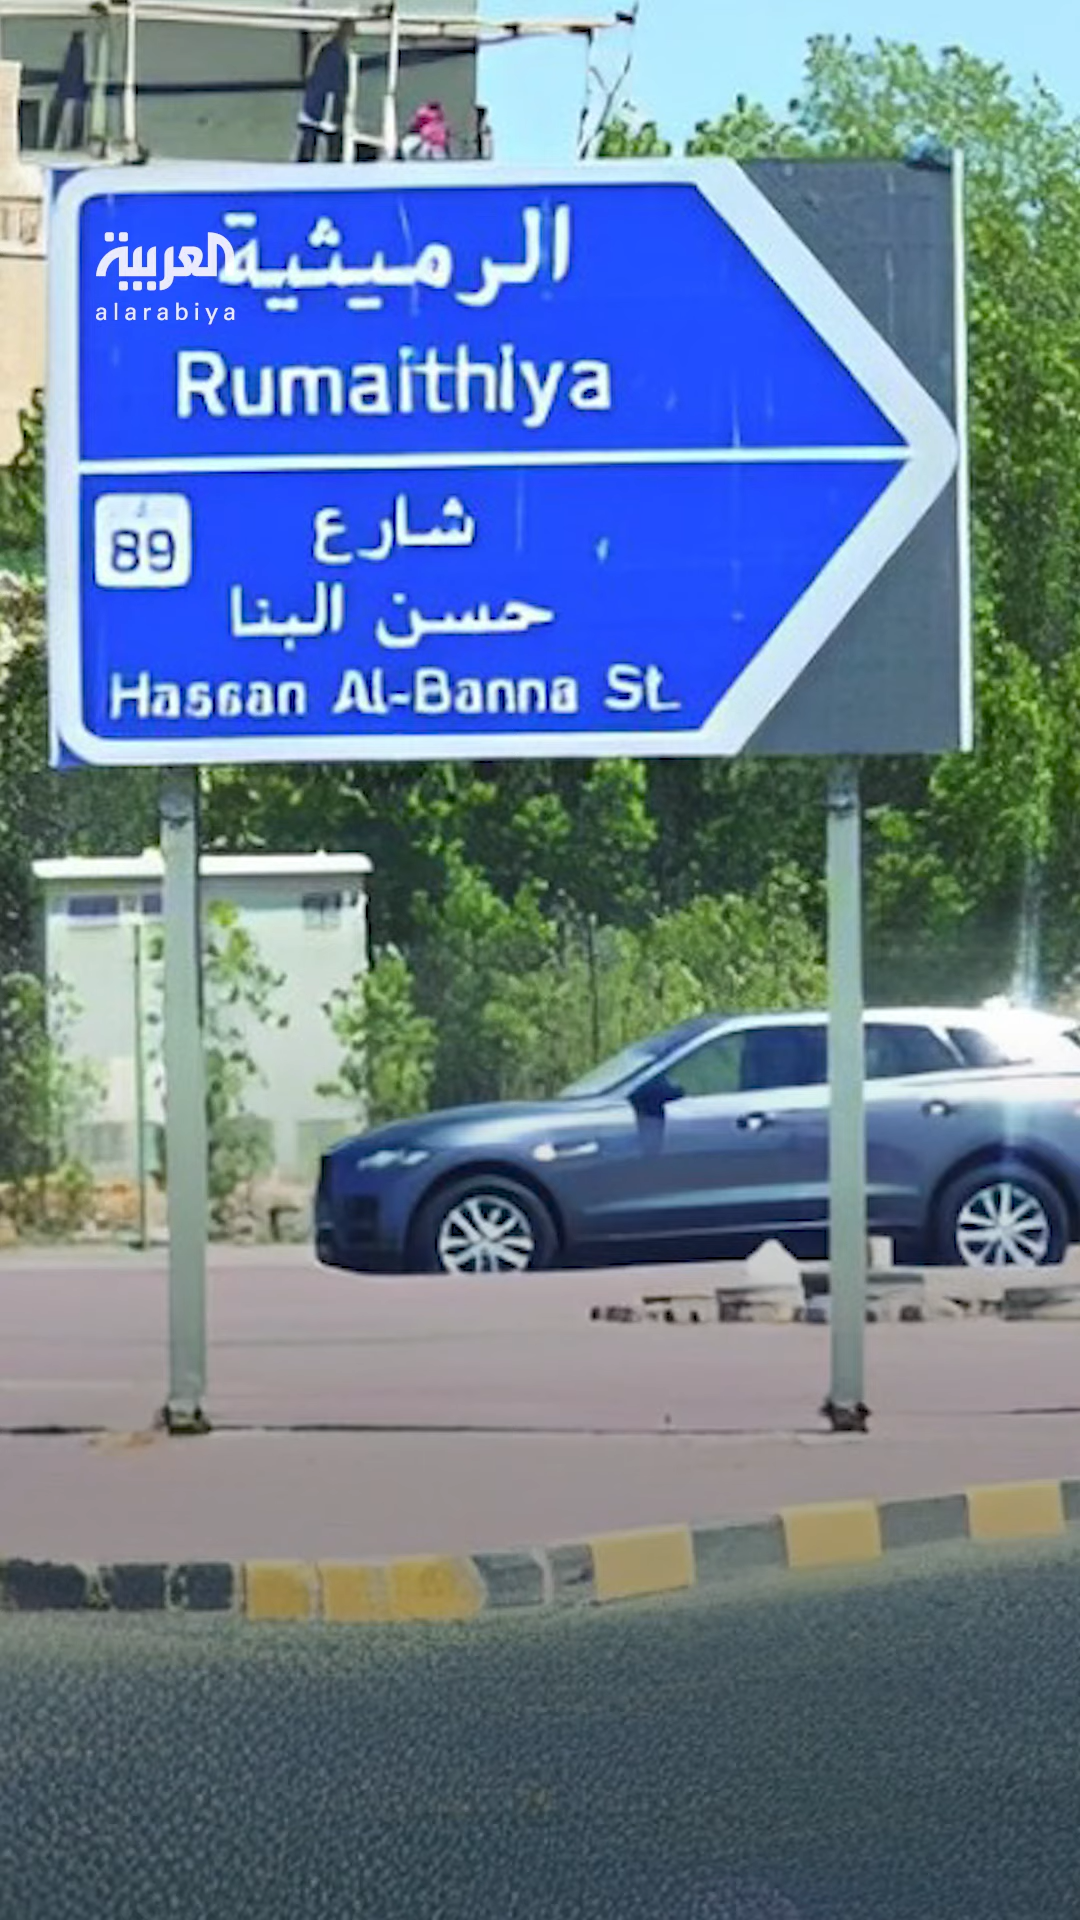 الرميثية
العربية
alarabiya
Rumaithiya
89
شارع
حسن البنا
Hassan Al-Banna St.